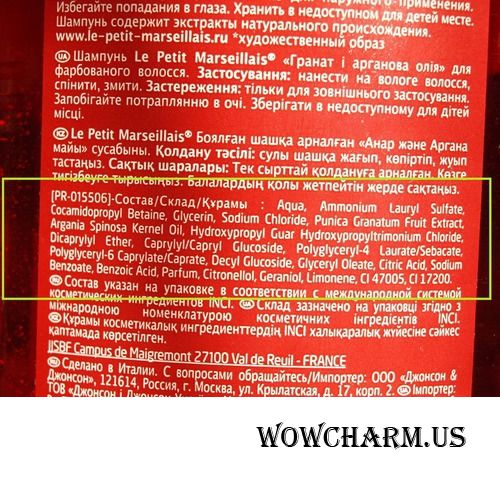 Избегайте попадания в глаза. Хранить в недоступном для детей месте.
Шампунь содержит экстракты натурального происхождения.
www.le-petit-marseillais.ru *художественный образ
UA Шампунь Le Petit Marseillais® «Гранат і арганова олія» для
фарбованого волосся. Застосування: нанести на вологе волосся,
спінити, змити. Застереження: тільки для зовнішнього застосування.
Запобігайте потраплянню в очі. Зберігати в недоступному для дітей
місці.
KZ Le Petit Marseillais® Боялған шашқа арналған «Анар және Арғана
майы» сусабыны. Қолдану тәсілі: сулы шашқа жағып, көпіртіп, жуып
тастаңыз. Сақтық шаралары: Тек сырттай қолдануға арналған. Көзге
тигізбеуге тырысыңыз. Балалардың қолы жетпейтін жерде сақтаңыз.
[PR-015506]-Состав/Склад/Құрамы : Aqua, Ammonium Lauryl Sulfate,
Cocamidopropyl Betaine, Glycerin, Sodium Chloride, Punica Granatum Fruit Extract,
Argania Spinosa Kernel Oil, Hydroxypropyl Guar Hydroxypropyltrimonium Chloride,
Dicaprylyl Ether, Caprylyl/Capryl Glucoside, Polyglyceryl-4 Laurate/Sebacate,
Polyglyceryl-6 Caprylate/Caprate, Decyl Glucoside, Glyceryl Oleate, Citric Acid, Sodium
Benzoate, Benzoic Acid, Parfum, Citronellol, Geraniol, Limonene, CI 47005, CI 17200.
RU Состав указан на упаковке в соответствии с международной системой
косметических ингредиентов INCI. UA Склад зазначено на упаковці згідно з
міжнародною номенклатурою косметичних інгредієнтів INCI.
KZ Құрамы косметикалық ингредиенттердің INCI халықаралық жүйесіне сәйкес
қаптамада көрсетілген.
JJSBF Campus de Maigremont 27100 Val de Reuil - FRANCE
RU Сделано в Италии. С вопросами обращайтесь/Импортер: ООО «Джонсон &
Джонсон», 121614, Россия, г. Москва, ул. Крылатская, д. 17, корп. 2. UA Імпортер:
WOWCHARM.US